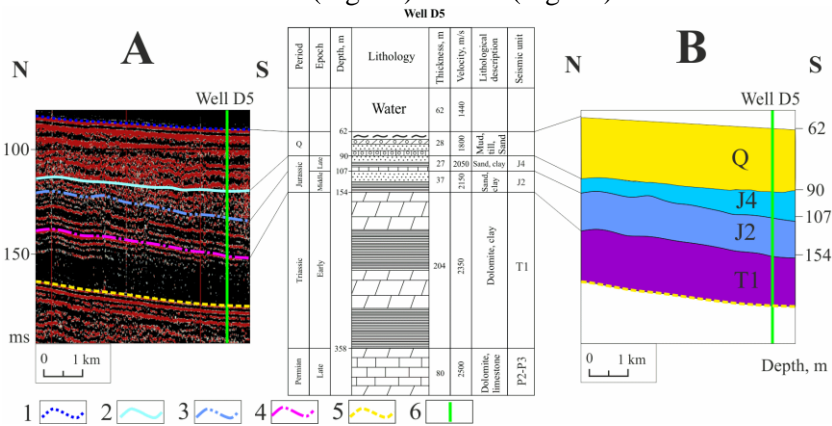 Well D5
A
N
S
Well D5
100
150
ms
0 1 km
Period
Epoch
Depth, m
Lithology
Thickness, m
Velocity, m/s
Lithological description
Seismic unit
Water
62
1440
62
Q
28
1800
Mud, till, Sand
90
Jurassic
Late
27
2050
Sand, clay
J4
107
Middle
37
2150
Sand, clay
J2
154
Triassic
Early
204
2350
Dolomite, clay
T1
358
Permian
Late
80
2500
Dolomite, limestone
P2-P3
B
N
S
Well D5
62
Q
90
J4
107
J2
154
T1
0 1 km
Depth, m
1 2 3 4 5 6